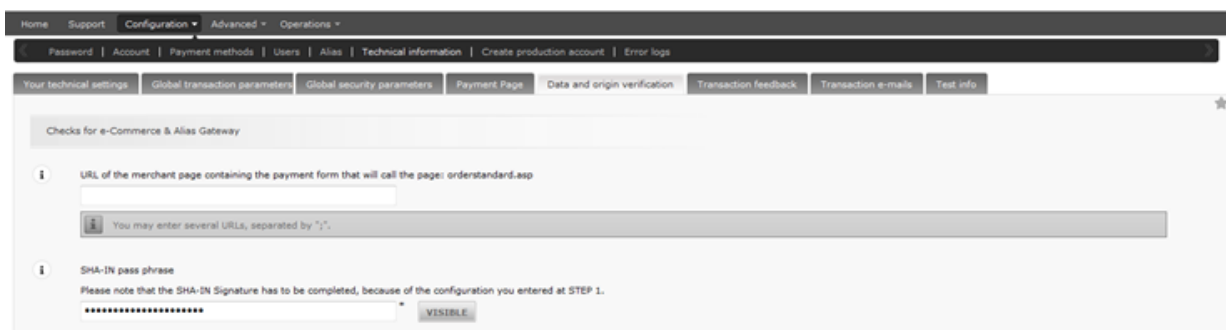 Home Support Configuration Advanced Operations
Password | Account | Payment methods | Users | Alias | Technical information | Create production account | Error logs
Your technical settings Global transaction parameters Global security parameters Payment Page Data and origin verification Transaction feedback Transaction e-mails Test info
Checks for e-Commerce & Alias Gateway
URL of the merchant page containing the payment form that will call the page: orderstandard.asp
You may enter several URLs, separated by ";".
SHA-IN pass phrase
Please note that the SHA-IN Signature has to be completed, because of the configuration you entered at STEP 1.
••••••••••••••••••••• * VISIBLE